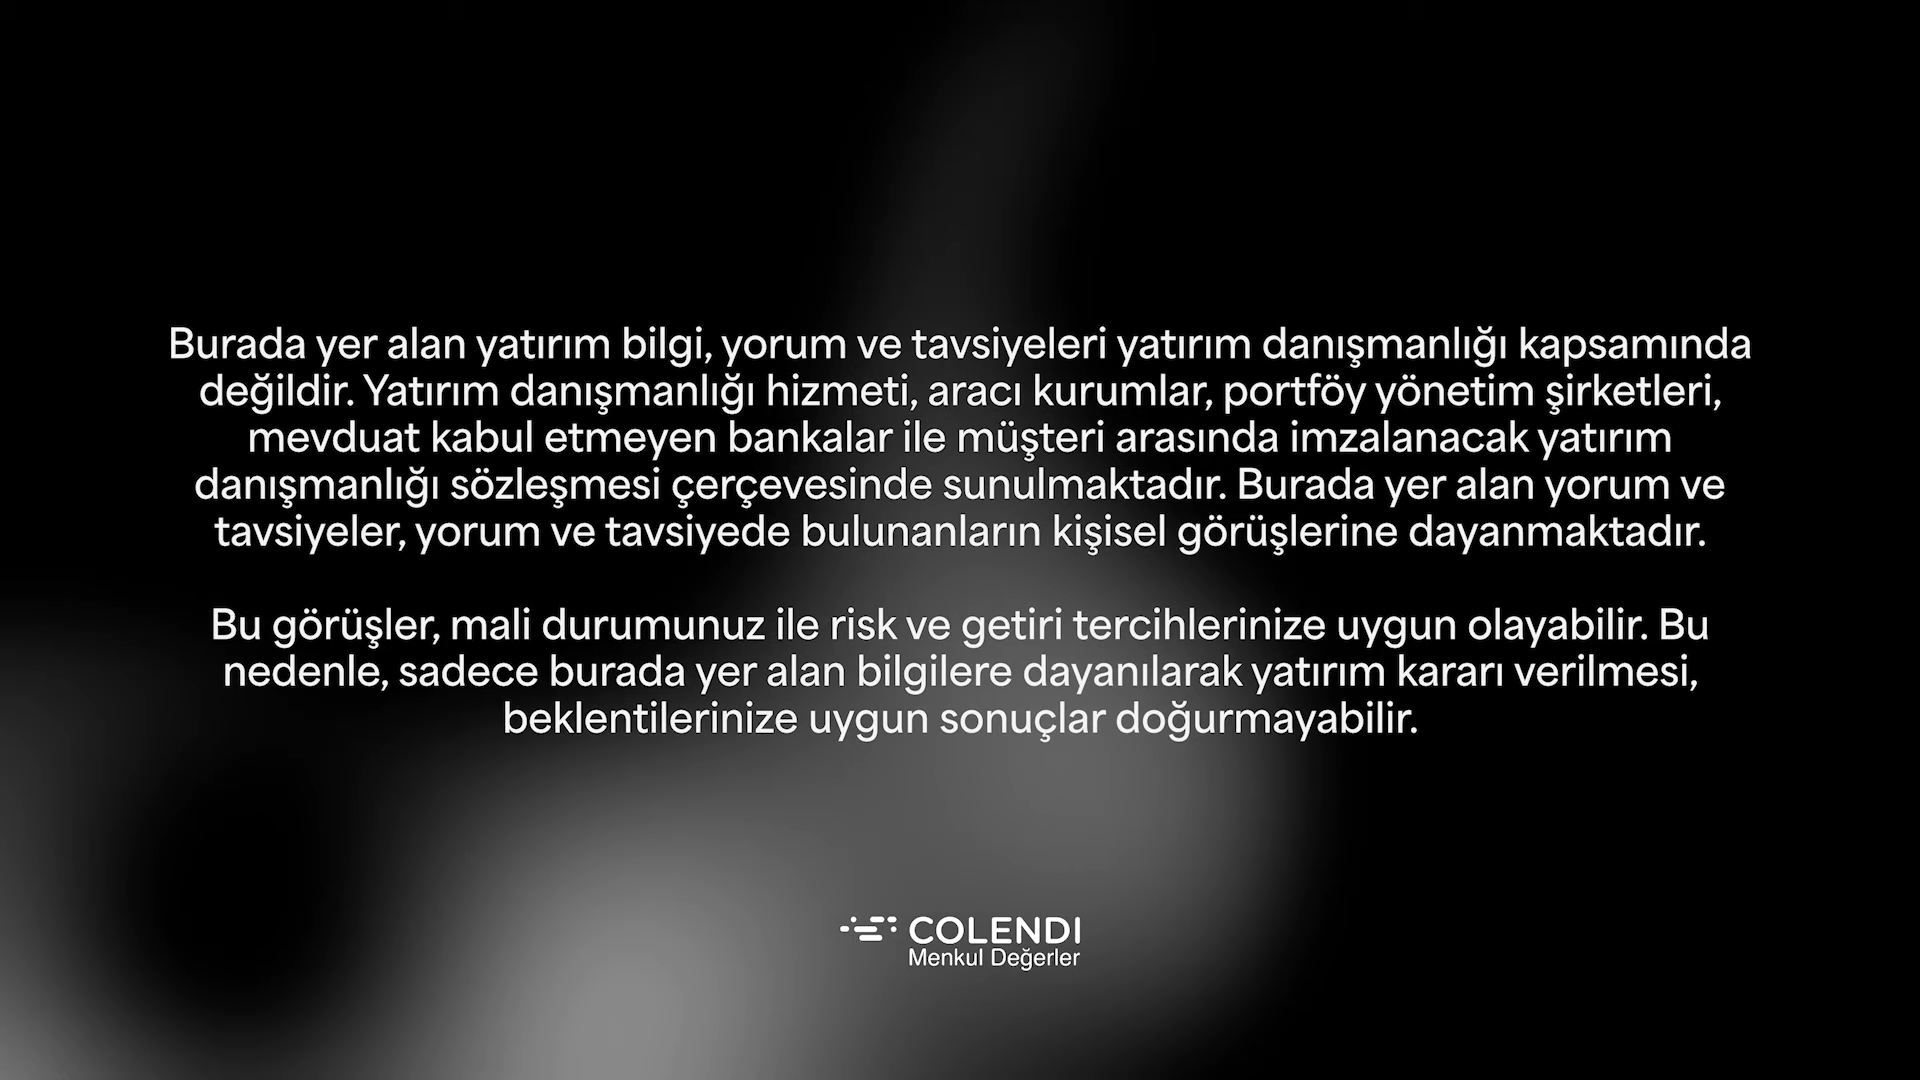 Burada yer alan yatırım bilgi, yorum ve tavsiyeleri yatırım danışmanlığı kapsamında
değildir. Yatırım danışmanlığı hizmeti, aracı kurumlar, portföy yönetim şirketleri,
mevduat kabul etmeyen bankalar ile müşteri arasında imzalanacak yatırım
danışmanlığı sözleşmesi çerçevesinde sunulmaktadır. Burada yer alan yorum ve
tavsiyeler, yorum ve tavsiyede bulunanların kişisel görüşlerine dayanmaktadır.
Bu görüşler, mali durumunuz ile risk ve getiri tercihlerinize uygun olayabilir. Bu
nedenle, sadece burada yer alan bilgilere dayanılarak yatırım kararı verilmesi,
beklentilerinize uygun sonuçlar doğurmayabilir.
COLENDI
Menkul Değerler